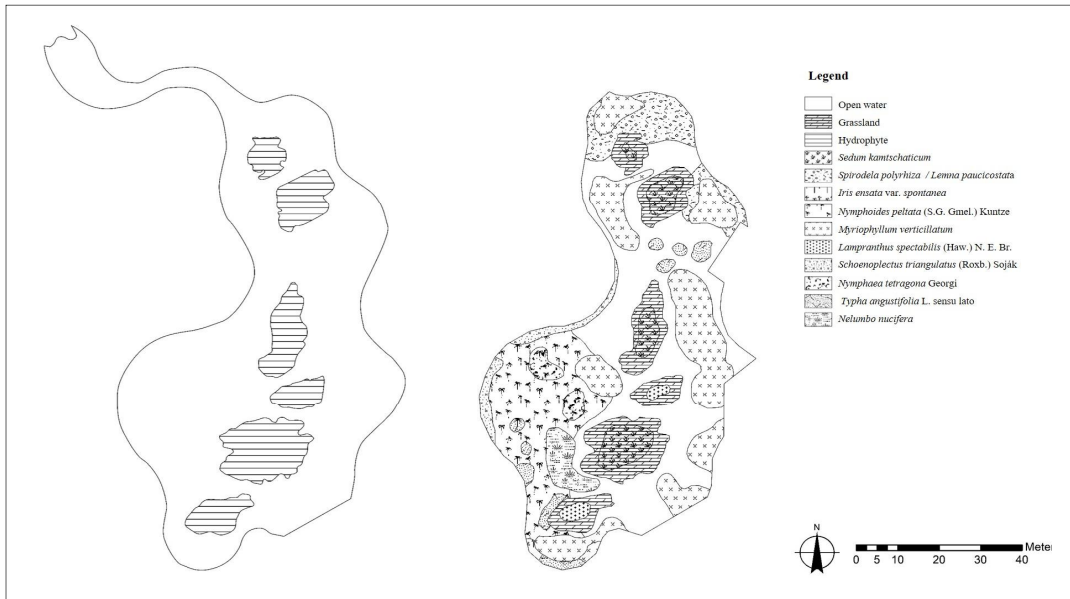 Legend
Open water
Grassland
Hydrophyte
Sedum kamtschaticum
Spirodela polyrhiza / Lemna paucicostata
Iris ensata var. spontanea
Nymphoides peltata (S.G. Gmel.) Kuntze
Myriophyllum verticillatum
Lampranthus spectabilis (Haw.) N. E. Br.
Schoenoplectus triangulatus (Roxb.) Soják
Nymphaea tetragona Georgi
Typha angustifolia L. sensu lato
Nelumbo nucifera
N
Mete
0 5 10 20 30 40